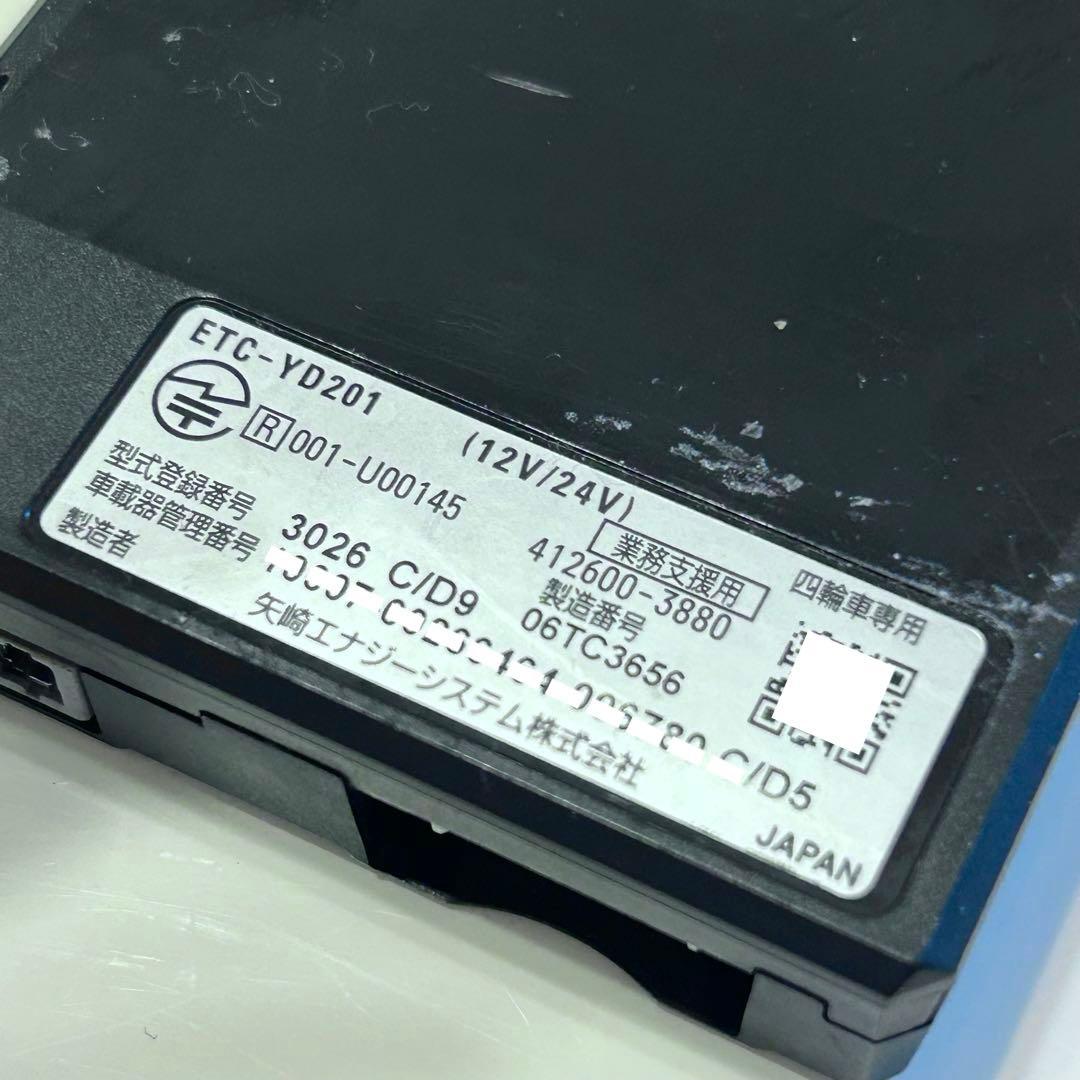 ETC-YD201 (12V/24V) 業務支援用 四輪車専用
R 001-U00145 412600-3880
型式登録番号 3026 C/D9 製造番号 06TC3656
車載器管理番号 C/D5
製造者 矢崎エナジーシステム株式会社
JAPAN